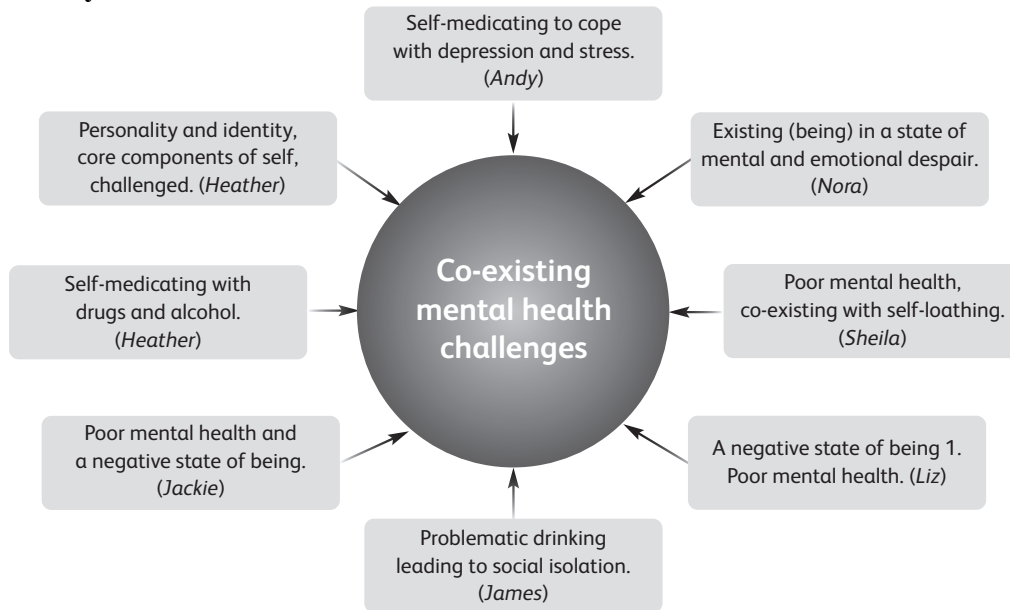 Self-medicating to cope
with depression and stress.
(Andy)
Personality and identity,
core components of self,
challenged. (Heather)
Existing (being) in a state of
mental and emotional despair.
(Nora)
Self-medicating with
drugs and alcohol.
(Heather)
Co-existing
mental health
challenges
Poor mental health,
co-existing with self-loathing.
(Sheila)
Poor mental health and
a negative state of being.
(Jackie)
A negative state of being 1.
Poor mental health. (Liz)
Problematic drinking
leading to social isolation.
(James)